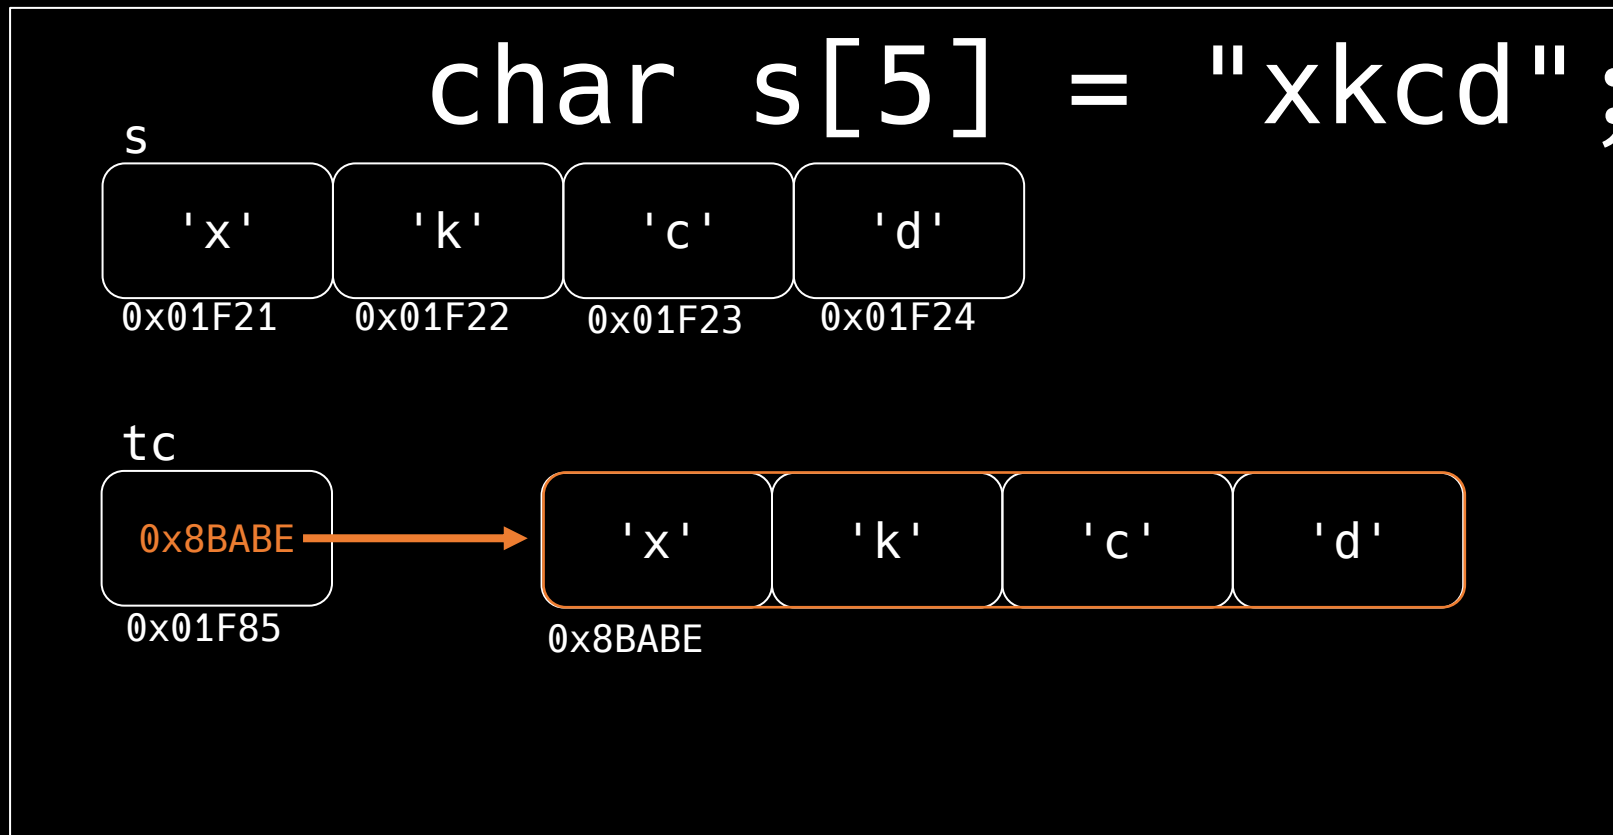 char s[5] = "xkcd";
s
'x' 'k' 'c' 'd'
0x01F21 0x01F22 0x01F23 0x01F24
tc
0x8BABE 'x' 'k' 'c' 'd'
0x01F85 0x8BABE